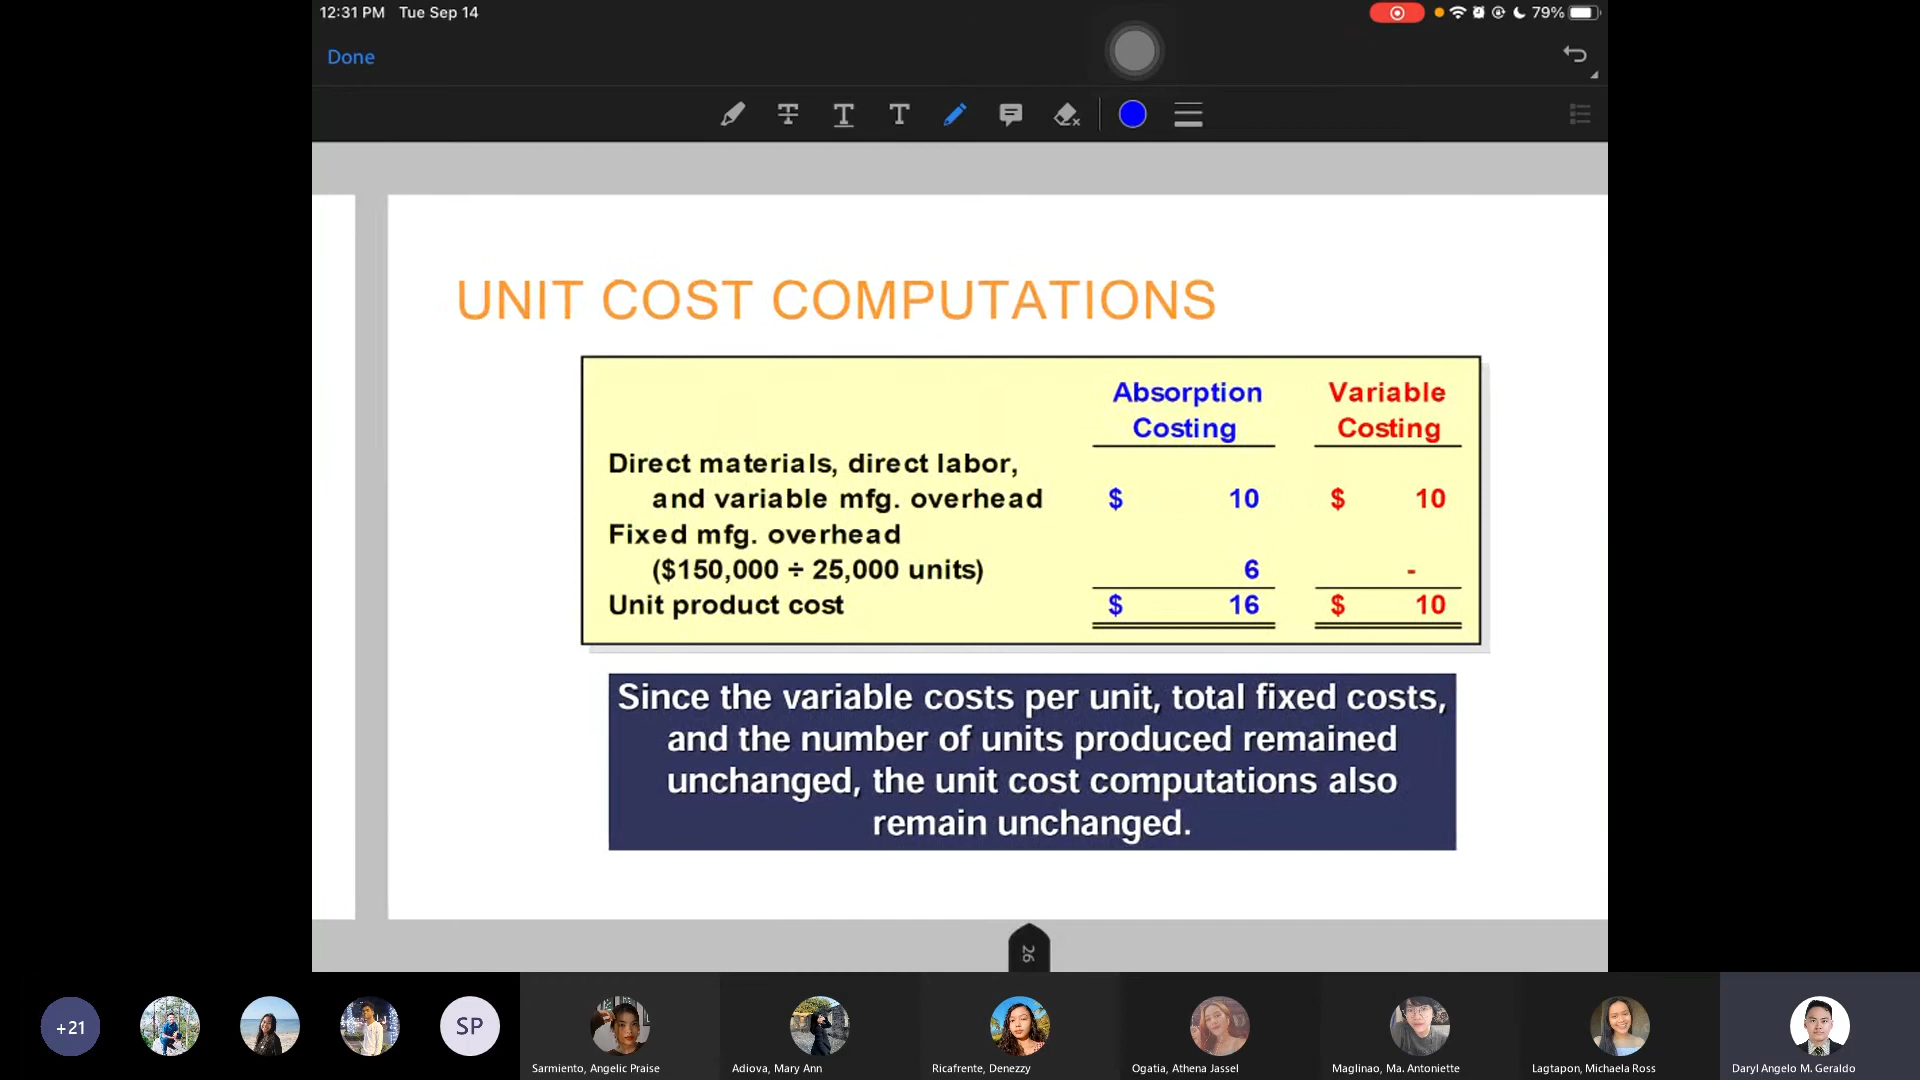 12:31 PM Tue Sep 14
79%
Done
UNIT COST COMPUTATIONS
Absorption Variable
Costing Costing
Direct materials, direct labor,
and variable mfg. overhead $ 10 $ 10
Fixed mfg. overhead
($150,000 ÷ 25,000 units) 6 -
Unit product cost $ 16 $ 10
Since the variable costs per unit, total fixed costs,
and the number of units produced remained
unchanged, the unit cost computations also
remain unchanged.
26
+21
SP
Sarmiento, Angelic Praise
Adiova, Mary Ann
Ricafrente, Denezzy
Ogatia, Athena Jassel
Maglinao, Ma. Antoniette
Lagtapon, Michaela Ross
Daryl Angelo M. Geraldo